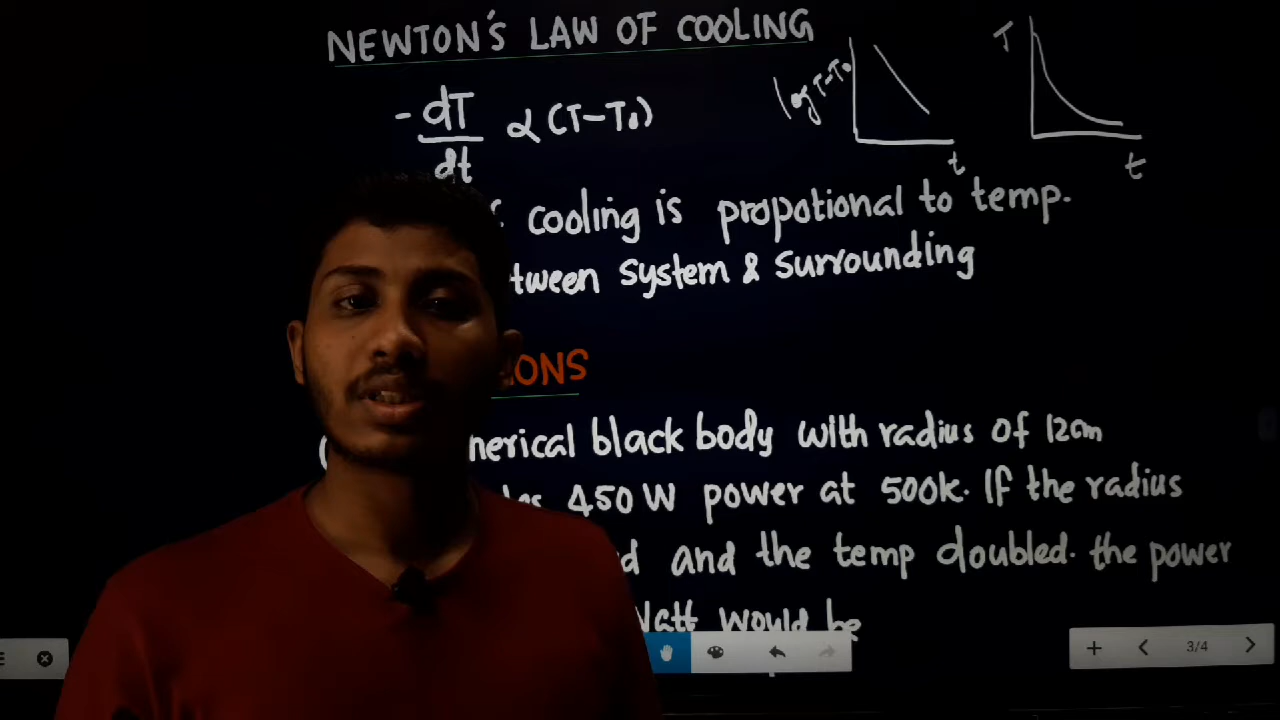 NEWTON'S LAW OF COOLING
-dT/dt α (T-T₀)
log T-T₀
t
T
t
cooling is propotional to temp.
tween system & surrounding
IONS
herical black body with radius of 12cm
450W power at 500k. If the radius
d and the temp doubled. the power
Watt would be
3/4